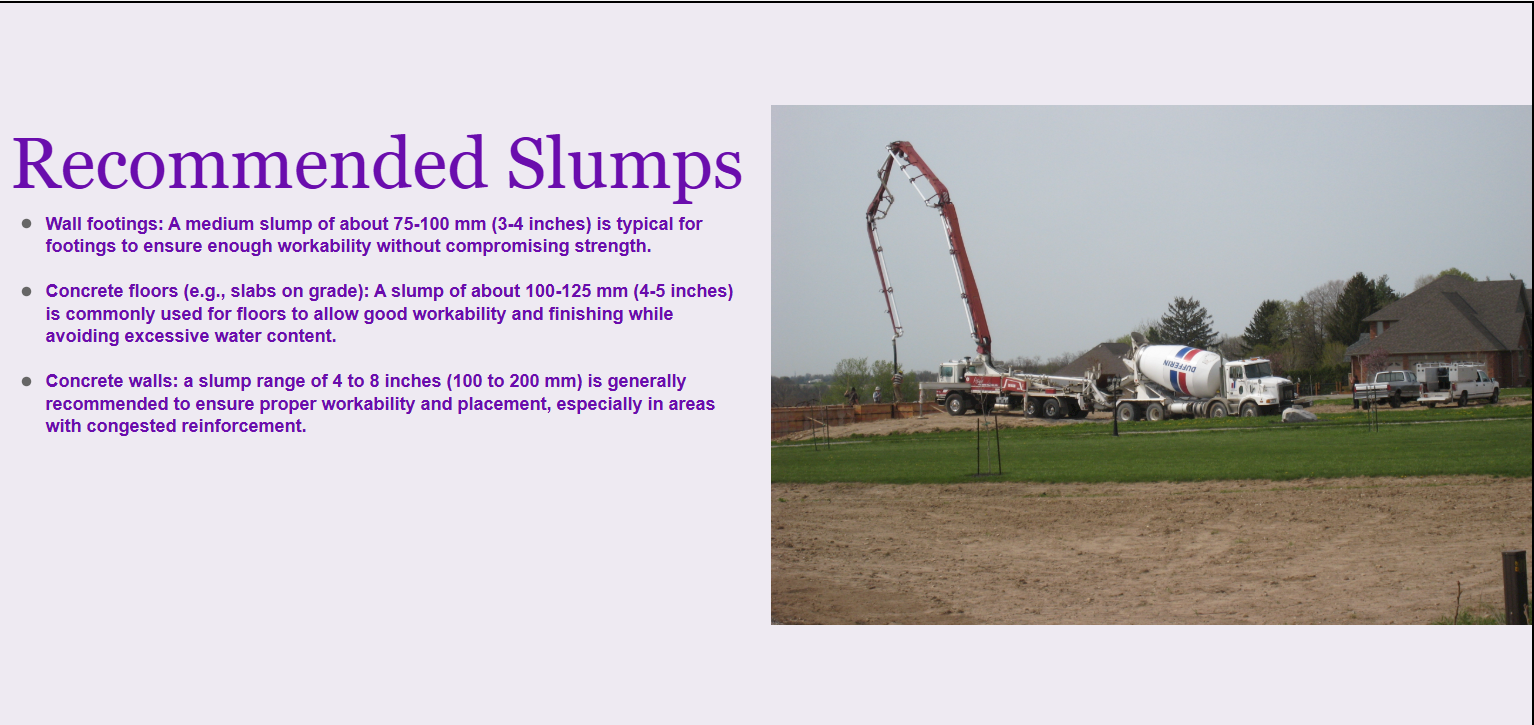 Recommended Slumps
Wall footings: A medium slump of about 75-100 mm (3-4 inches) is typical for
footings to ensure enough workability without compromising strength.
Concrete floors (e.g., slabs on grade): A slump of about 100-125 mm (4-5 inches)
is commonly used for floors to allow good workability and finishing while
avoiding excessive water content.
Concrete walls: a slump range of 4 to 8 inches (100 to 200 mm) is generally
recommended to ensure proper workability and placement, especially in areas
with congested reinforcement.
DUFFERIN